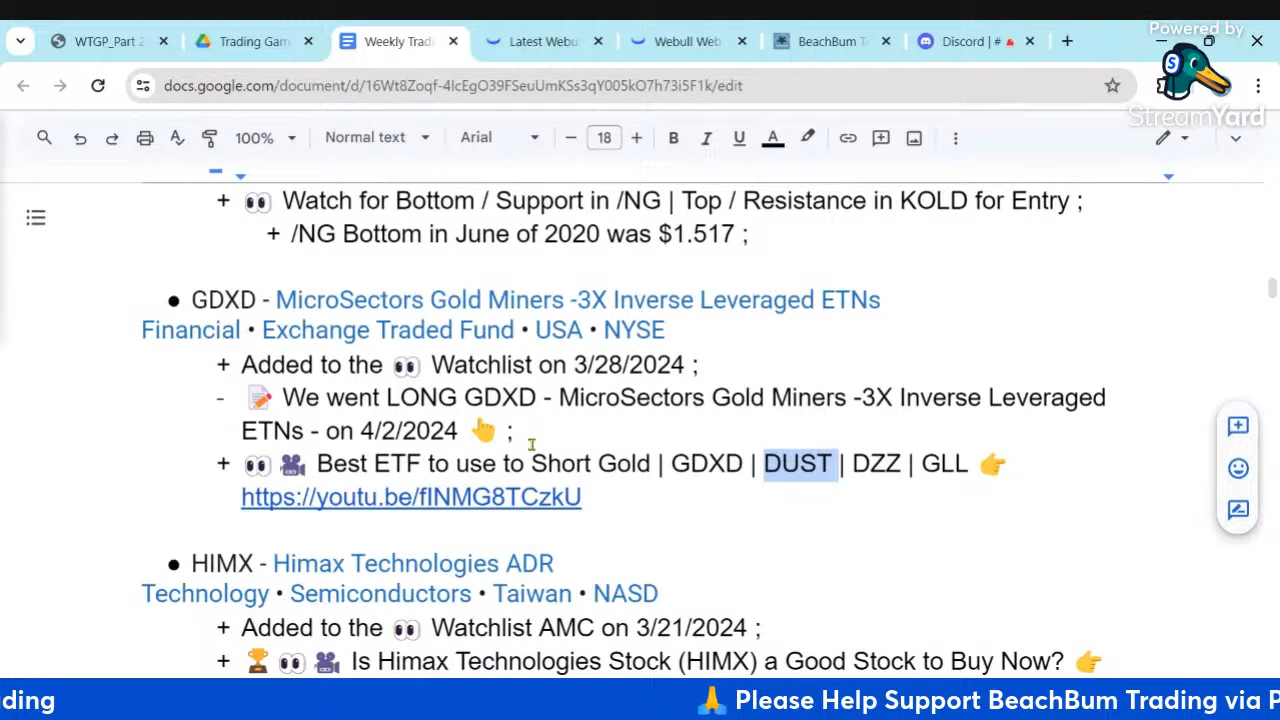 Powered by
StreamYard
WTGP_Part 2
Trading Gam
Weekly Trad
Latest Webu
Webull Web
BeachBum T
Discord | #
docs.google.com/document/d/16Wt8Zoqf-4IcEgO39FSeuUmKSs3qY005kO7h73i5F1k/edit
100%
Normal text
Arial
18
B I U A
+ 👀 Watch for Bottom / Support in /NG | Top / Resistance in KOLD for Entry ;
+ /NG Bottom in June of 2020 was $1.517 ;
● GDXD - MicroSectors Gold Miners -3X Inverse Leveraged ETNs
Financial • Exchange Traded Fund • USA • NYSE
+ Added to the 👀 Watchlist on 3/28/2024 ;
- 📝 We went LONG GDXD - MicroSectors Gold Miners -3X Inverse Leveraged
ETNs - on 4/2/2024 👆 ;
+ 👀 🎥 Best ETF to use to Short Gold | GDXD | DUST | DZZ | GLL 👉
https://youtu.be/fINMG8TCzkU
● HIMX - Himax Technologies ADR
Technology • Semiconductors • Taiwan • NASD
+ Added to the 👀 Watchlist AMC on 3/21/2024 ;
+ 🏆 👀 🎥 Is Himax Technologies Stock (HIMX) a Good Stock to Buy Now? 👉
ding
🙏 Please Help Support BeachBum Trading via P